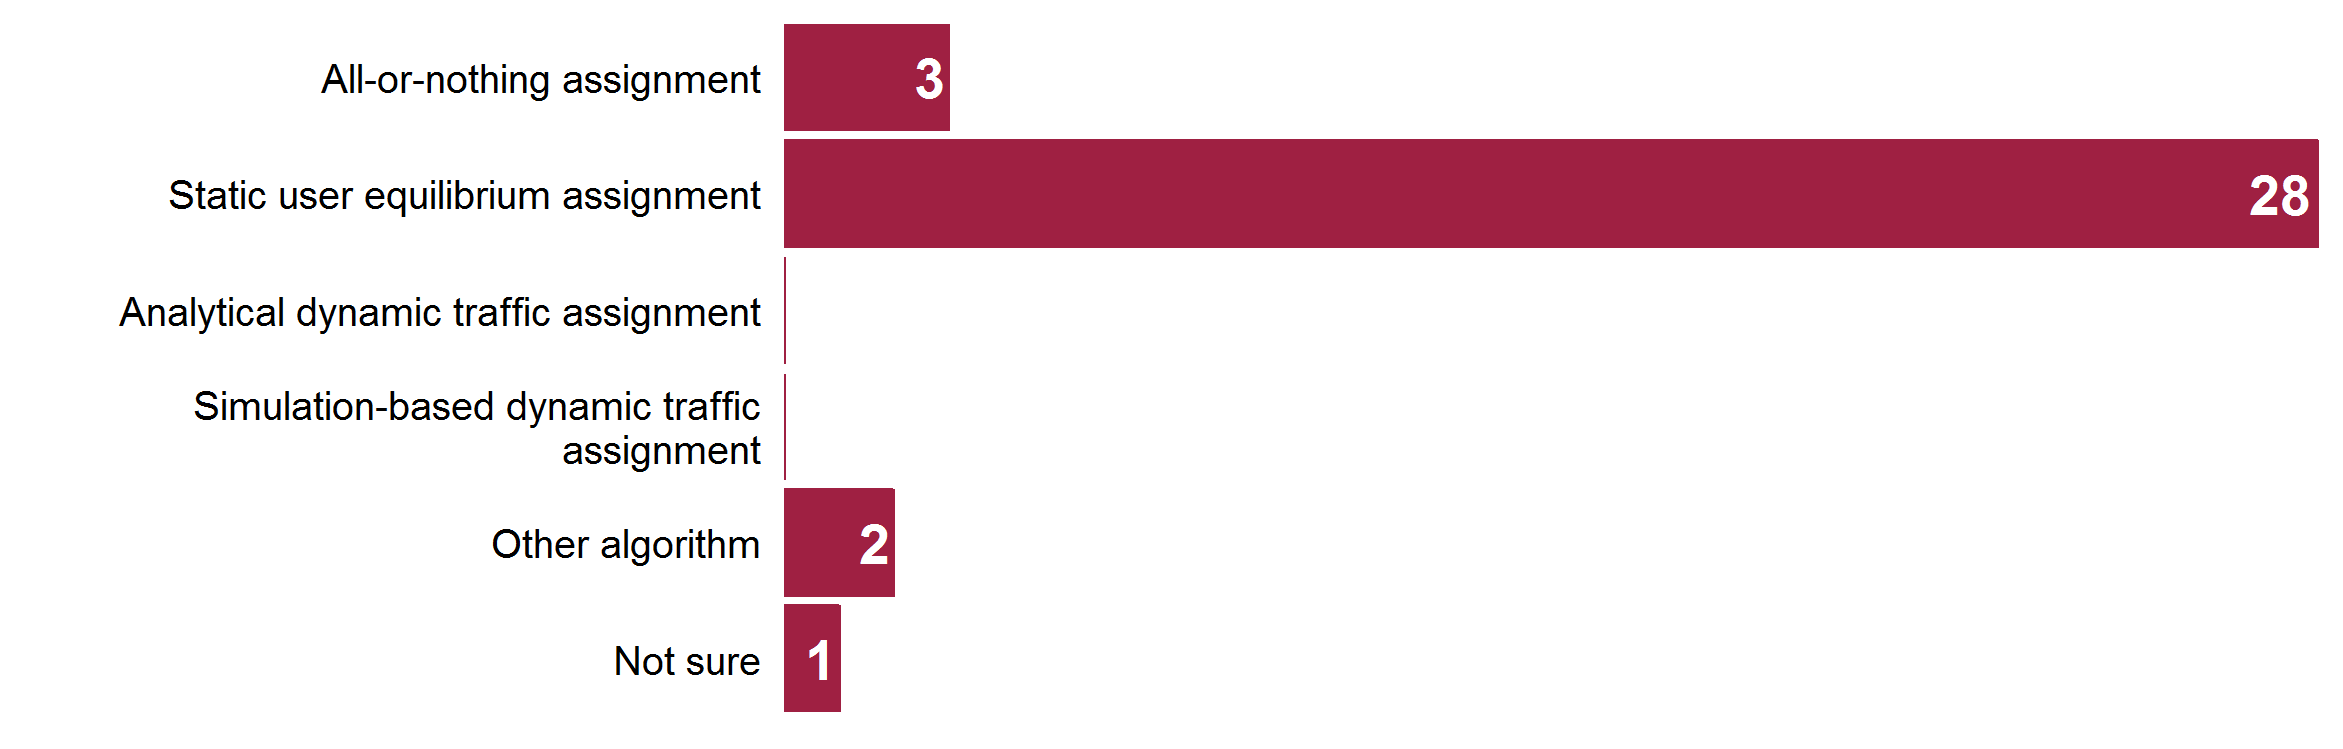 All-or-nothing assignment
3
Static user equilibrium assignment
28
Analytical dynamic traffic assignment
Simulation-based dynamic traffic
assignment
Other algorithm
2
Not sure
1